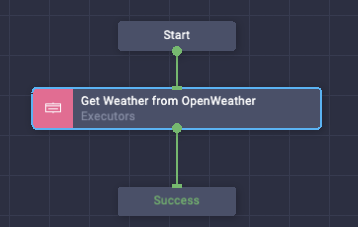 Start
Get Weather from OpenWeather
Executors
Success